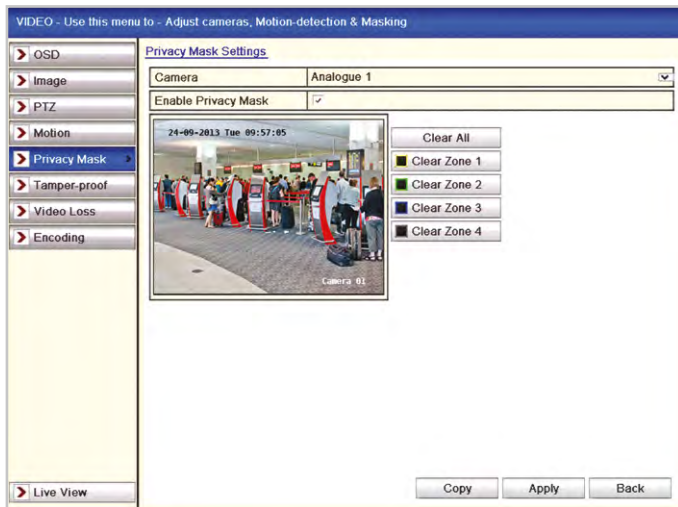 VIDEO - Use this menu to - Adjust cameras, Motion-detection & Masking
OSD
Image
PTZ
Motion
Privacy Mask
Tamper-proof
Video Loss
Encoding
Live View
Privacy Mask Settings
Camera
Analogue 1
Enable Privacy Mask
24-09-2013 Tue 09:57:05
Camera 01
Clear All
Clear Zone 1
Clear Zone 2
Clear Zone 3
Clear Zone 4
Copy
Apply
Back